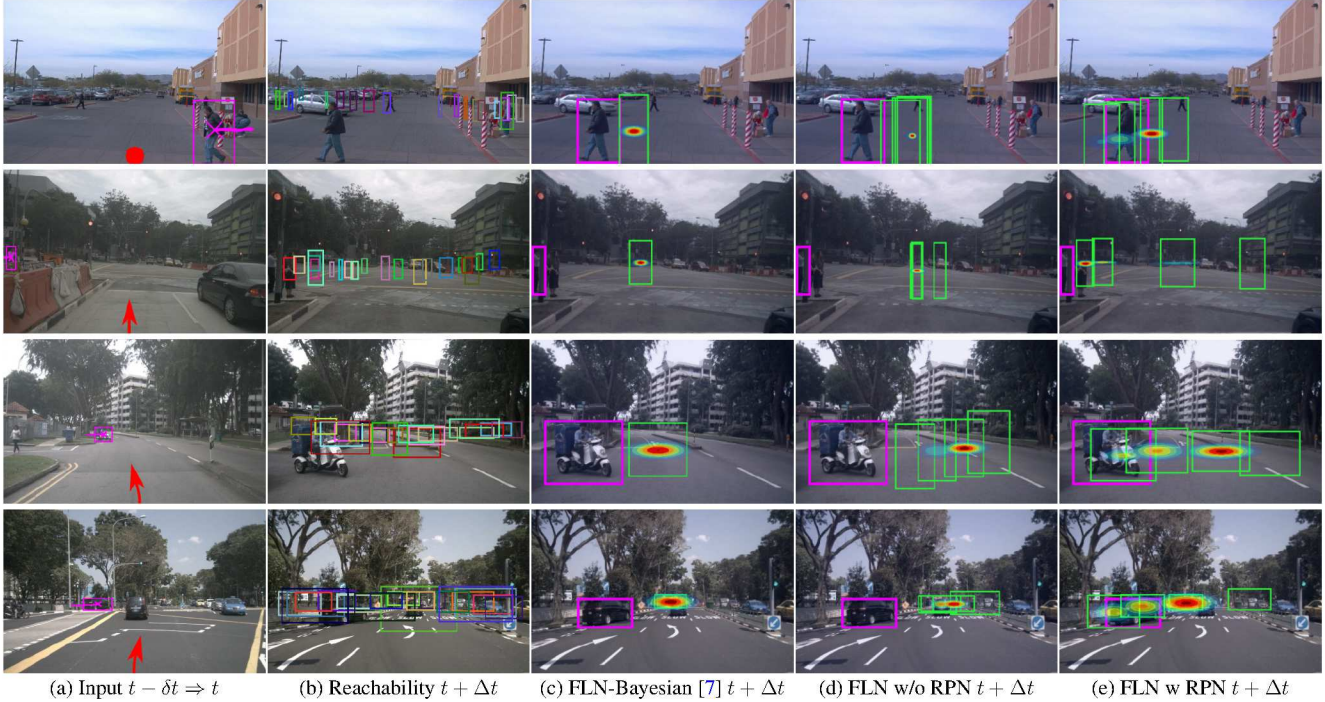 (a) Input t − δt ⇒ t
(b) Reachability t + Δt
(c) FLN-Bayesian [7] t + Δt
(d) FLN w/o RPN t + Δt
(e) FLN w RPN t + Δt